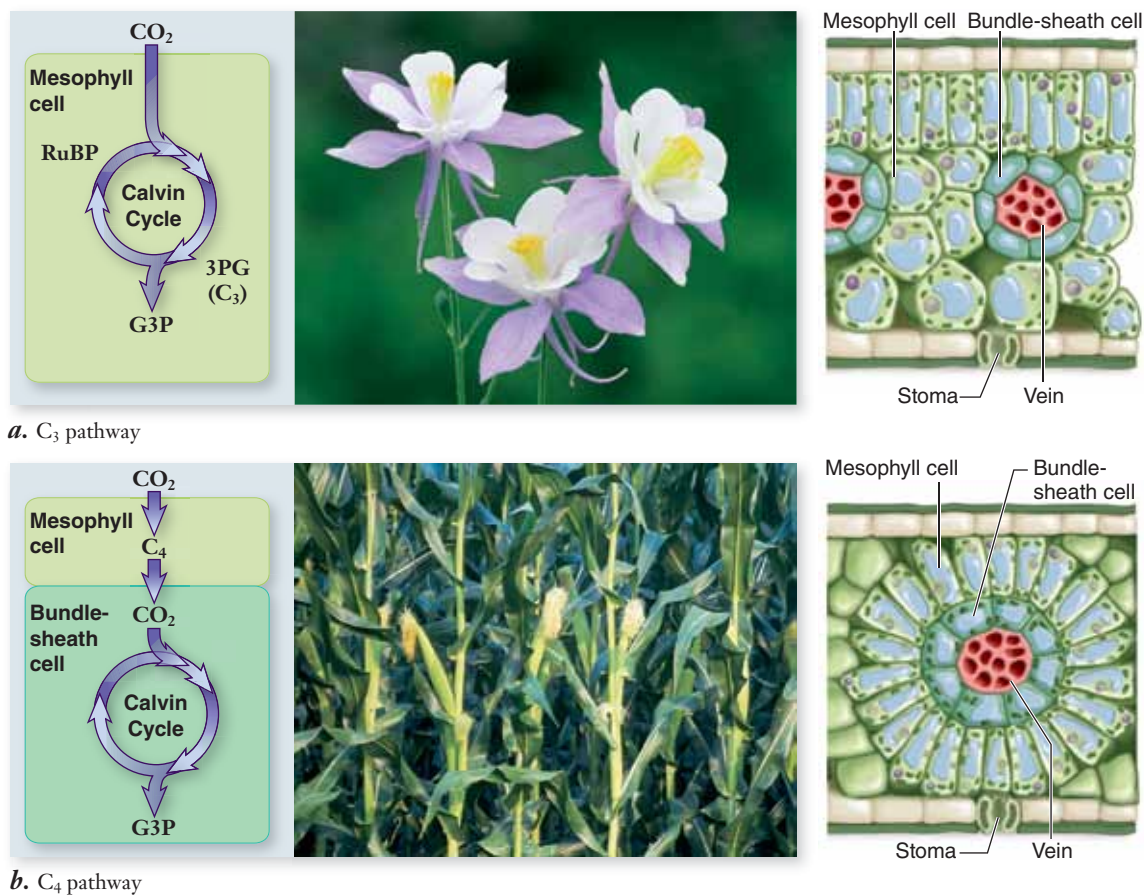 CO₂
Mesophyll
cell
RuBP
Calvin
Cycle
3PG
(C₃)
G3P
Mesophyll cell
Bundle-sheath cell
Stoma
Vein
a. C₃ pathway
CO₂
Mesophyll
cell
C₄
Bundle-
sheath
cell
CO₂
Calvin
Cycle
G3P
Mesophyll cell
Bundle-
sheath cell
Stoma
Vein
b. C₄ pathway